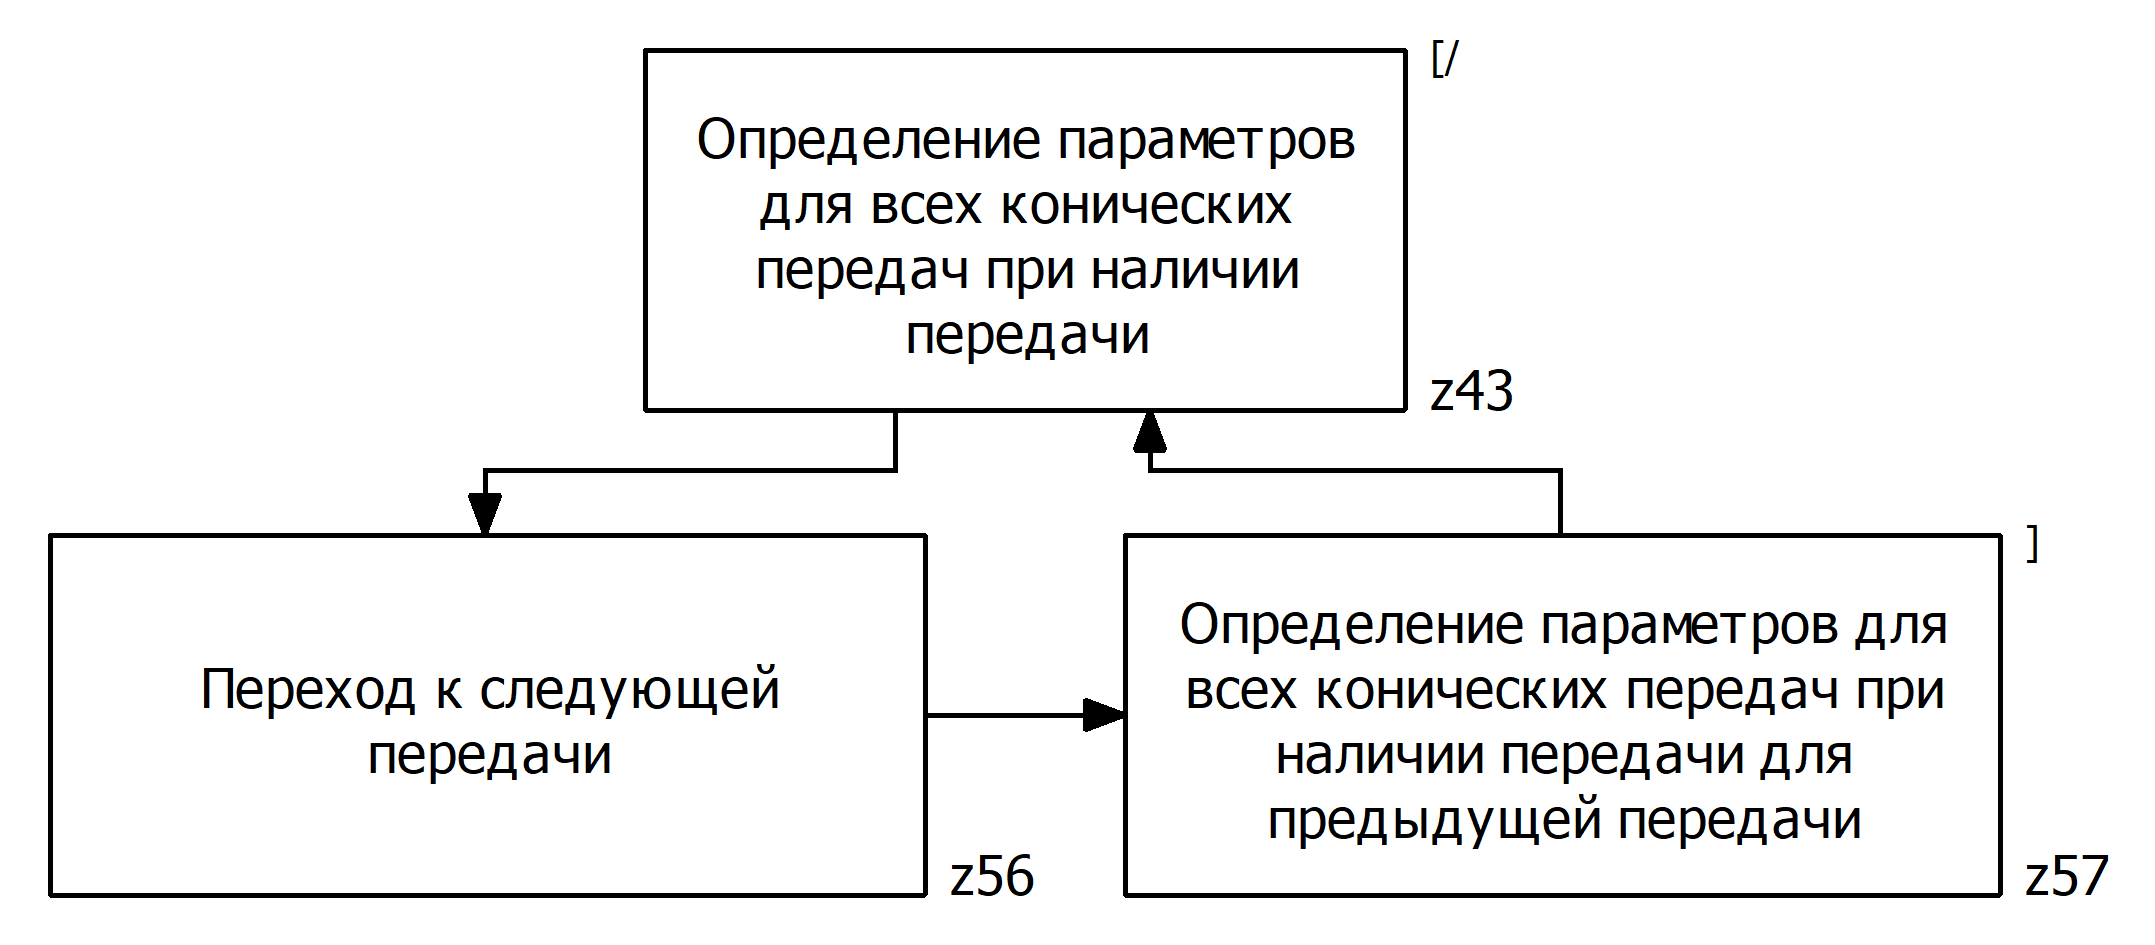 [/
Определение параметров
для всех конических
передач при наличии
передачи
z43
Переход к следующей
передачи
z56
]
Определение параметров для
всех конических передач при
наличии передачи для
предыдущей передачи
z57